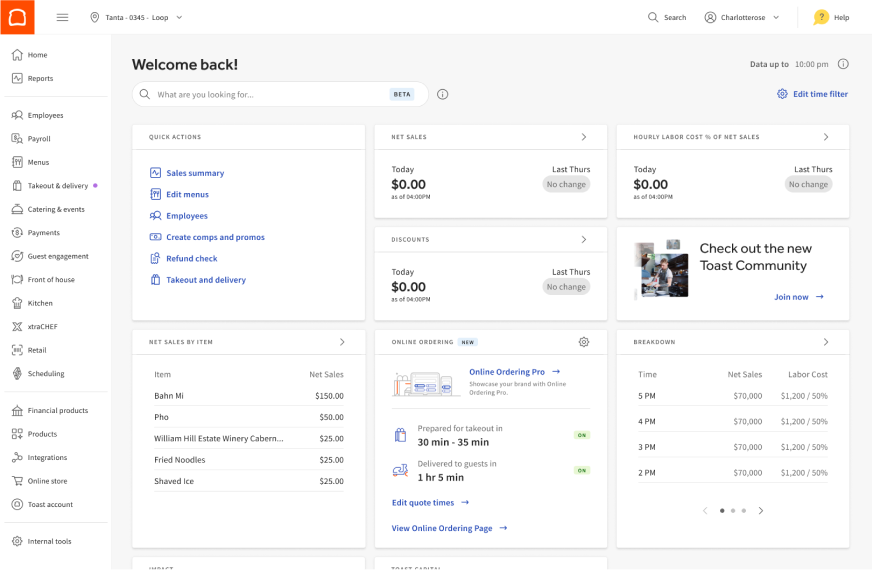 Tanta - 0345 - Loop
Search
Charlotterose
? Help
Home
Reports
Employees
Payroll
Menus
Takeout & delivery
Catering & events
Payments
Guest engagement
Front of house
Kitchen
xtraCHEF
Retail
Scheduling
Financial products
Products
Integrations
Online store
Toast account
Internal tools
Welcome back!
Data up to 10:00 pm
What are you looking for...
BETA
Edit time filter
QUICK ACTIONS
Sales summary
Edit menus
Employees
Create comps and promos
Refund check
Takeout and delivery
NET SALES
Today Last Thurs
$0.00 No change
as of 04:00PM
HOURLY LABOR COST % OF NET SALES
Today Last Thurs
$0.00 No change
as of 04:00PM
DISCOUNTS
Today Last Thurs
$0.00 No change
as of 04:00PM
Check out the new
Toast Community
Join now
NET SALES BY ITEM
Item Net Sales
Bahn Mi $150.00
Pho $50.00
William Hill Estate Winery Cabern... $25.00
Fried Noodles $25.00
Shaved Ice $25.00
ONLINE ORDERING NEW
Online Ordering Pro
Showcase your brand with Online
Ordering Pro.
Prepared for takeout in
30 min - 35 min ON
Delivered to guests in
1 hr 5 min ON
Edit quote times
View Online Ordering Page
BREAKDOWN
Time Net Sales Labor Cost
5 PM $70,000 $1,200 / 50%
4 PM $70,000 $1,200 / 50%
3 PM $70,000 $1,200 / 50%
2 PM $70,000 $1,200 / 50%
IMPACT
TOAST CAPITAL